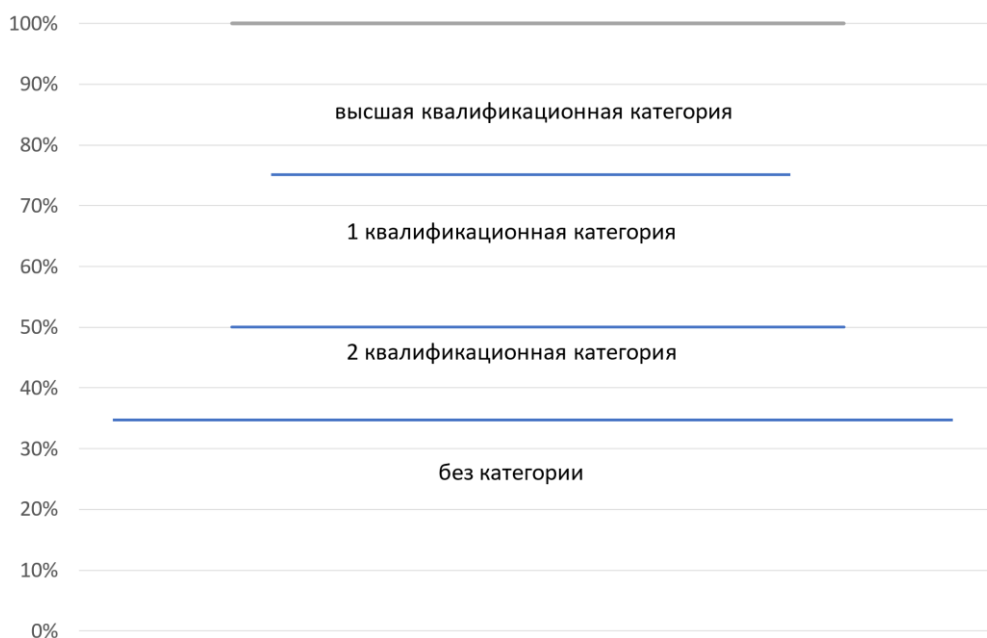 100%
90%
высшая квалификационная категория
80%
70%
1 квалификационная категория
60%
50%
2 квалификационная категория
40%
30%
без категории
20%
10%
0%